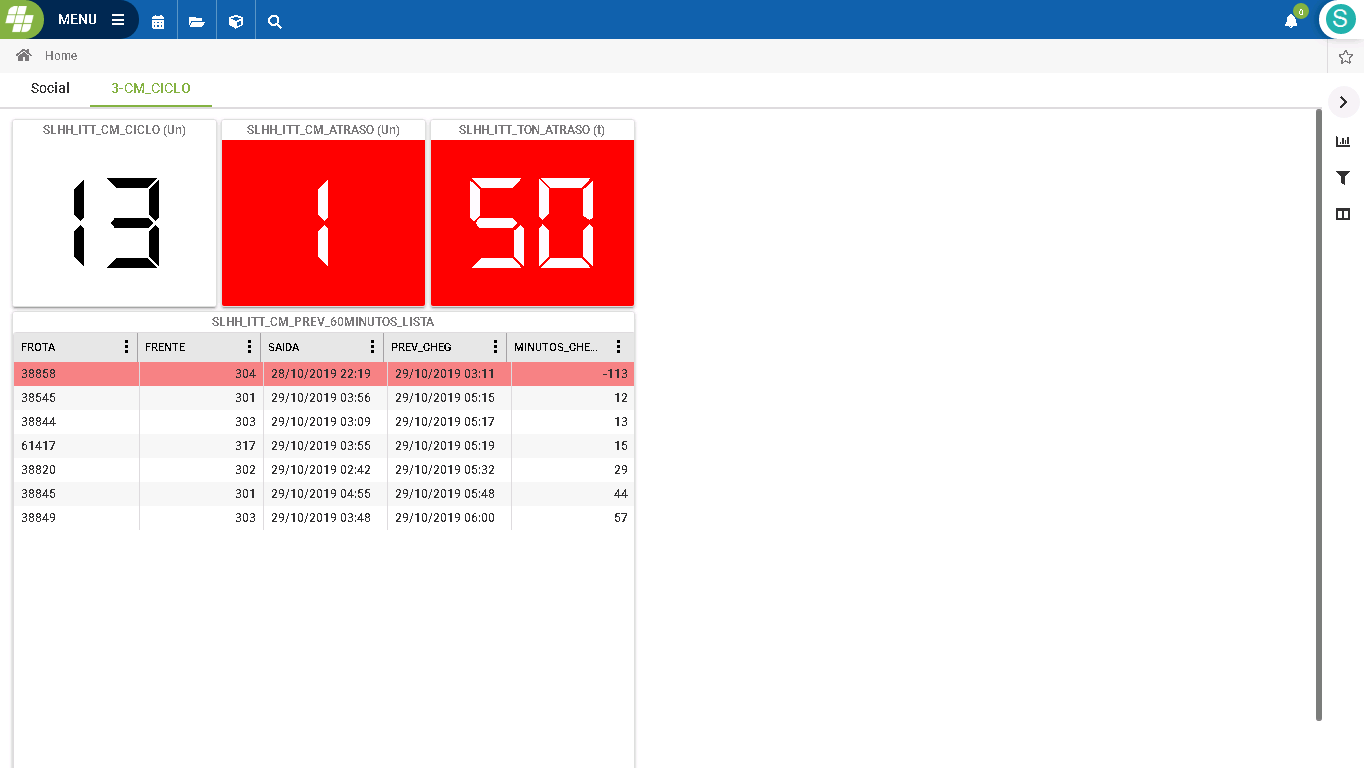 MENU
0
S
Home
Social 3-CM_CICLO
SLHH_ITT_CM_CICLO (Un) SLHH_ITT_CM_ATRASO (Un) SLHH_ITT_TON_ATRASO (t)
13 1 50
SLHH_ITT_CM_PREV_60MINUTOS_LISTA
FROTA FRENTE SAIDA PREV_CHEG MINUTOS_CHE...
38858 304 28/10/2019 22:19 29/10/2019 03:11 -113
38545 301 29/10/2019 03:56 29/10/2019 05:15 12
38844 303 29/10/2019 03:09 29/10/2019 05:17 13
61417 317 29/10/2019 03:55 29/10/2019 05:19 15
38820 302 29/10/2019 02:42 29/10/2019 05:32 29
38845 301 29/10/2019 04:55 29/10/2019 05:48 44
38849 303 29/10/2019 03:48 29/10/2019 06:00 57